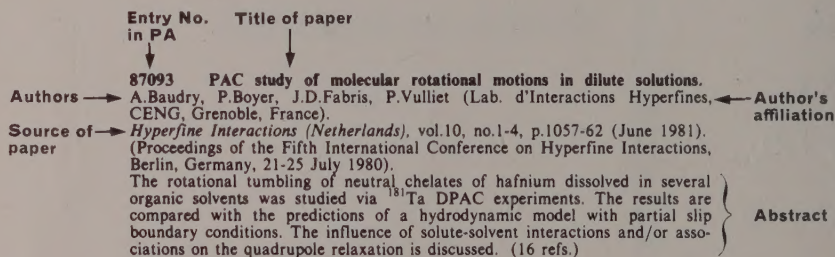 Entry No. Title of paper
in PA
87093 PAC study of molecular rotational motions in dilute solutions.
Authors A.Baudry, P.Boyer, J.D.Fabris, P.Vulliet (Lab. d'Interactions Hyperfines, Author's
CENG, Grenoble, France). affiliation
Source of Hyperfine Interactions (Netherlands), vol.10, no.1-4, p.1057-62 (June 1981).
paper (Proceedings of the Fifth International Conference on Hyperfine Interactions,
Berlin, Germany, 21-25 July 1980).
The rotational tumbling of neutral chelates of hafnium dissolved in several
organic solvents was studied via ¹⁸¹Ta DPAC experiments. The results are
compared with the predictions of a hydrodynamic model with partial slip Abstract
boundary conditions. The influence of solute-solvent interactions and/or asso-
ciations on the quadrupole relaxation is discussed. (16 refs.)